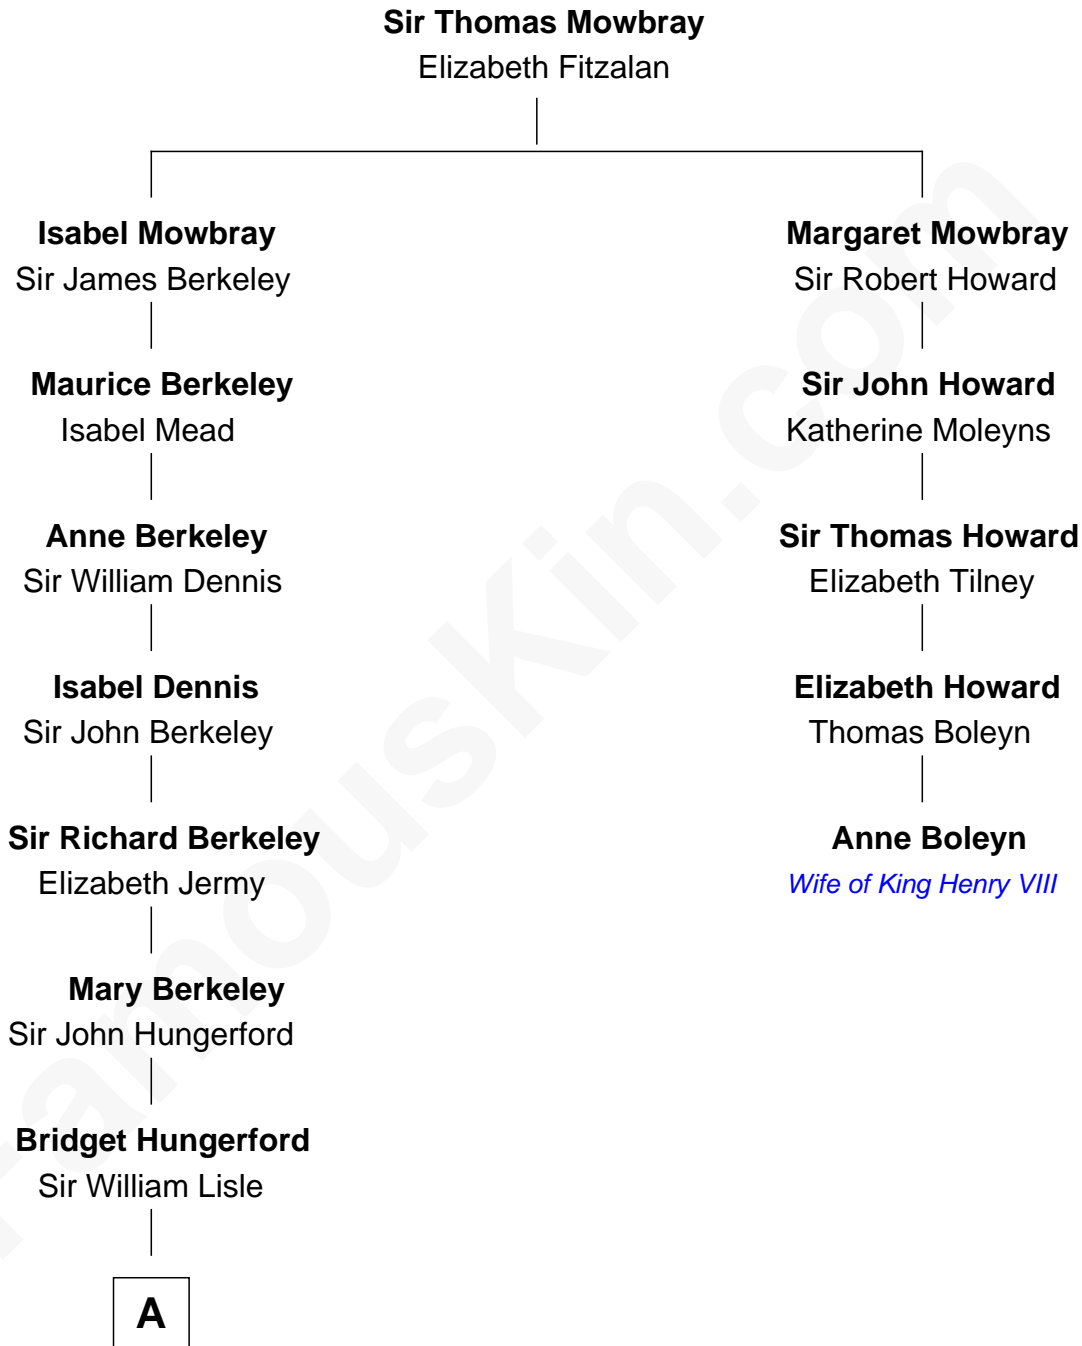 Sir Thomas Mowbray
Elizabeth Fitzalan
Isabel Mowbray
Sir James Berkeley
Margaret Mowbray
Sir Robert Howard
Maurice Berkeley
Isabel Mead
Sir John Howard
Katherine Moleyns
Anne Berkeley
Sir William Dennis
Sir Thomas Howard
Elizabeth Tilney
Isabel Dennis
Sir John Berkeley
Elizabeth Howard
Thomas Boleyn
Sir Richard Berkeley
Elizabeth Jermy
Anne Boleyn
Wife of King Henry VIII
Mary Berkeley
Sir John Hungerford
Bridget Hungerford
Sir William Lisle
A
FamousKin.com